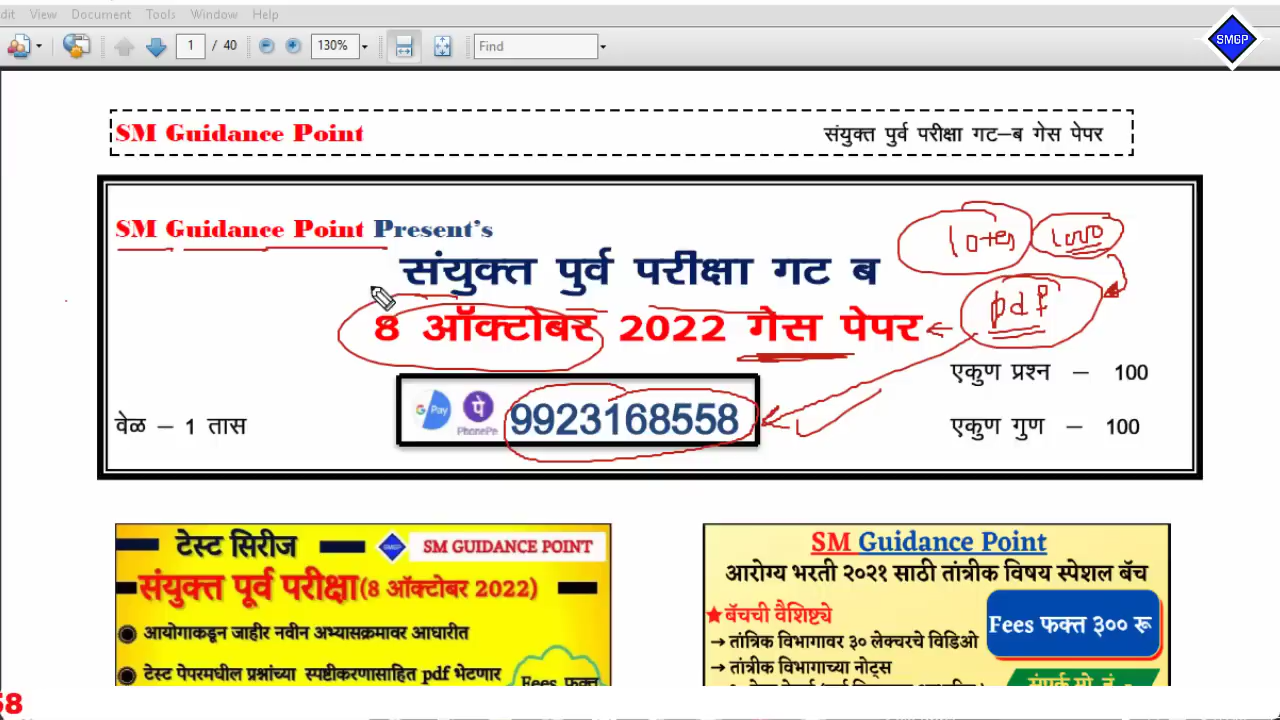 dit View Document Tools Window Help
1 / 40 130% Find
SMGP
SM Guidance Point संयुक्त पुर्व परीक्षा गट–ब गेस पेपर
SM Guidance Point Present's
संयुक्त पुर्व परीक्षा गट ब
8 ऑक्टोबर 2022 गेस पेपर
pdf
एकुण प्रश्न – 100
G Pay पे PhonePe 9923168558
वेळ – 1 तास
एकुण गुण – 100
टेस्ट सिरीज SM GUIDANCE POINT
संयुक्त पूर्व परीक्षा(8 ऑक्टोबर 2022)
आयोगाकडून जाहीर नवीन अभ्यासक्रमावर आधारीत
टेस्ट पेपरमधील प्रश्नांच्या स्पष्टीकरणासाहित pdf भेटणार
Fees फक्त
SM Guidance Point
आरोग्य भरती २०२१ साठी तांत्रीक विषय स्पेशल बॅच
बॅचची वैशिष्ट्ये
→ तांत्रिक विभागावर ३० लेक्चरचे विडिओ
→ तांत्रीक विभागाच्या नोट्स
Fees फक्त ३०० रू
संपर्क मो. नं.
58